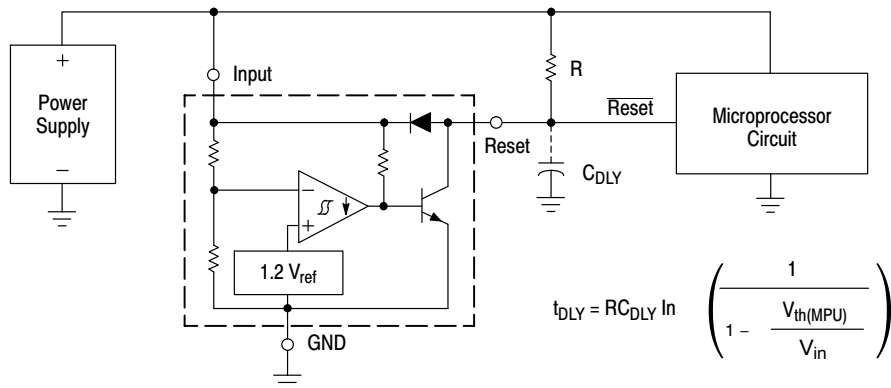 +
Power
Supply
−
Input
R
Reset
Reset
Microprocessor
Circuit
C_DLY
−
+
1.2 V_ref
GND
t_DLY = RC_DLY In ( 1 / ( 1 − V_th(MPU) / V_in ) )